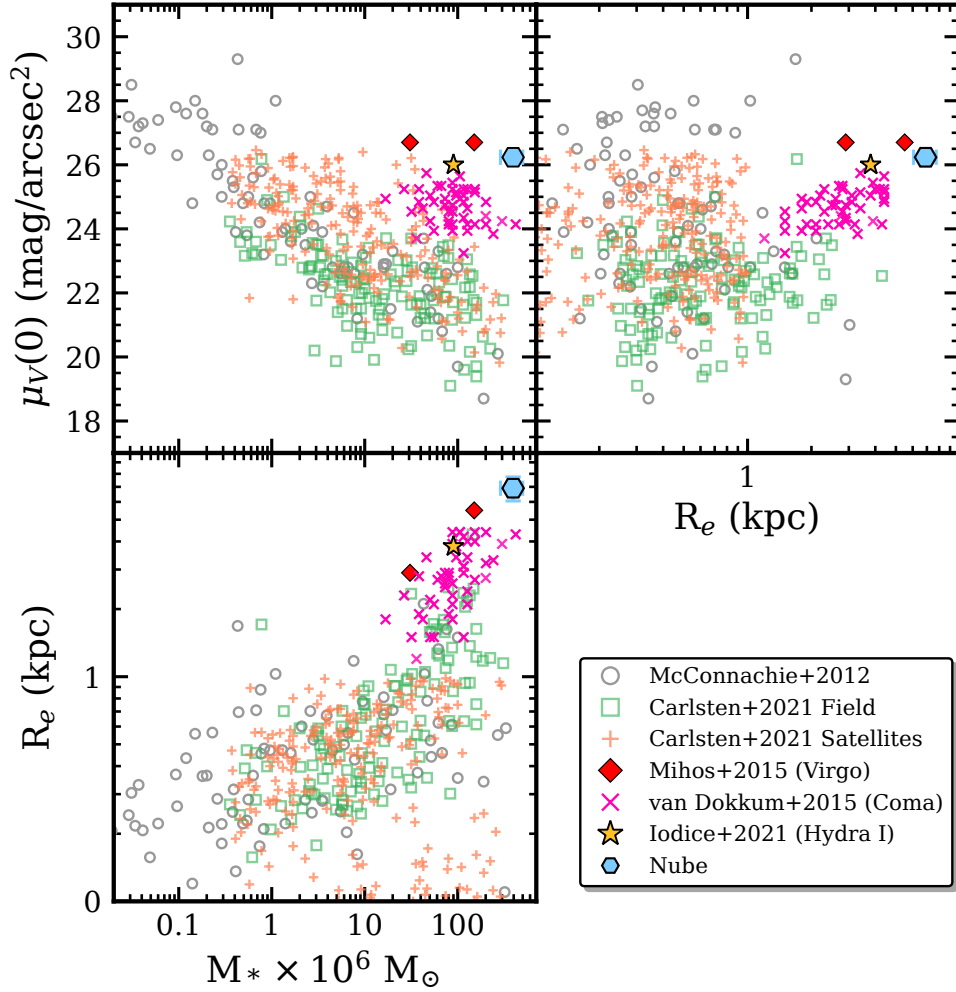 30
28
26
24
22
20
18
μ_V(0) (mag/arcsec²)
1
R_e (kpc)
1
0
R_e (kpc)
0.1 1 10 100
M_* × 10⁶ M_⊙
McConnachie+2012
Carlsten+2021 Field
Carlsten+2021 Satellites
Mihos+2015 (Virgo)
van Dokkum+2015 (Coma)
Iodice+2021 (Hydra I)
Nube